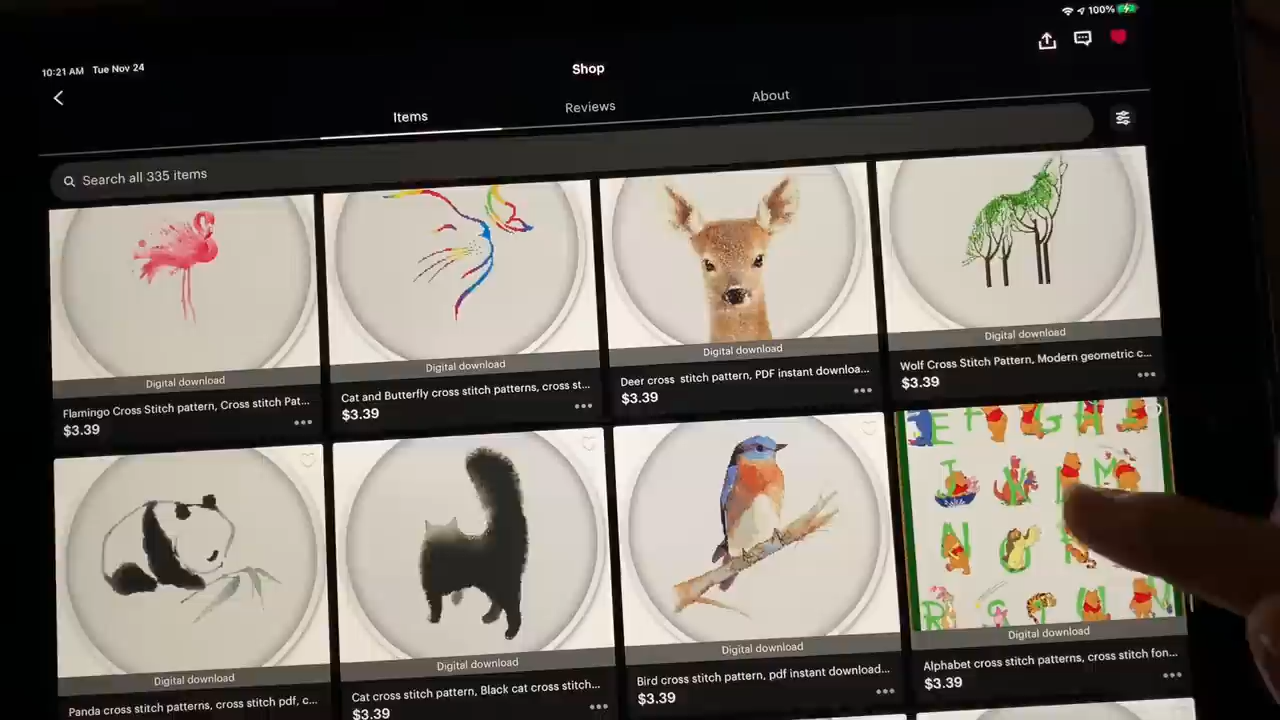 100%
10:21 AM Tue Nov 24
Shop
Items
Reviews
About
Search all 335 items
Digital download
Digital download
Digital download
Digital download
Flamingo Cross Stitch pattern, Cross stitch Pat...
$3.39
Cat and Butterfly cross stitch patterns, cross st...
$3.39
Deer cross stitch pattern, PDF instant downloa...
$3.39
Wolf Cross Stitch Pattern, Modern geometric c...
$3.39
E F G H
I K M
N O
R S
Digital download
Digital download
Digital download
Digital download
Panda cross stitch patterns, cross stitch pdf, c...
Cat cross stitch pattern, Black cat cross stitch...
$3.39
Bird cross stitch pattern, pdf instant download...
$3.39
Alphabet cross stitch patterns, cross stitch fon...
$3.39